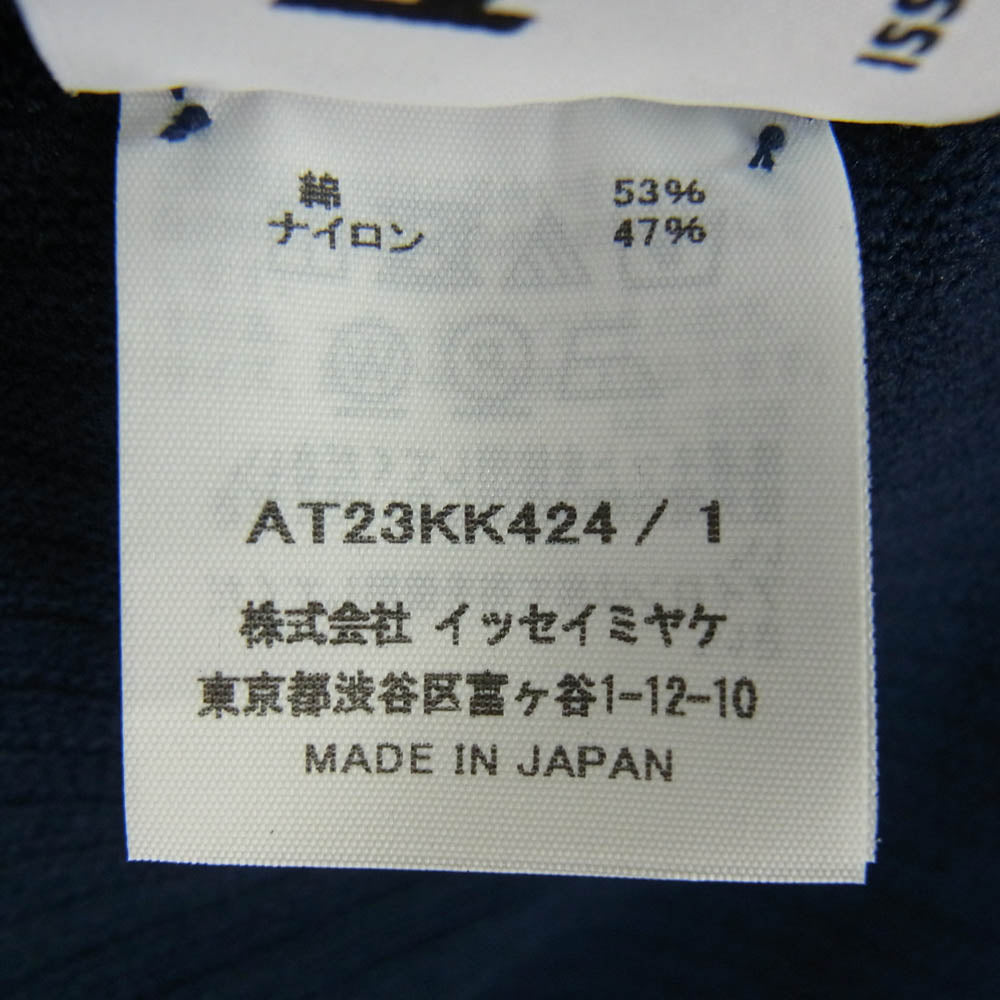 ISS
綿 53%
ナイロン 47%
AT23KK424 / 1
株式会社 イッセイミヤケ
東京都渋谷区富ヶ谷1-12-10
MADE IN JAPAN